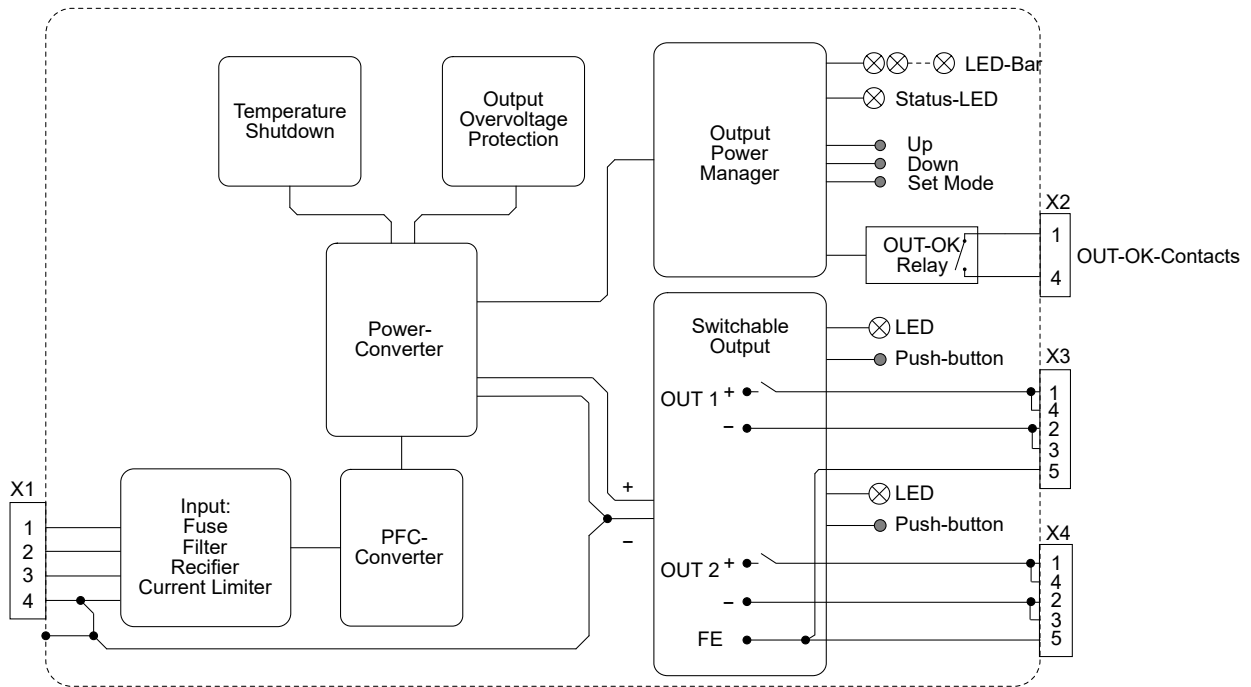 Temperature
Shutdown
Output
Overvoltage
Protection
Output
Power
Manager
LED-Bar
Status-LED
Up
Down
Set Mode
X2
OUT-OK
Relay
1
4
OUT-OK-Contacts
Power-
Converter
Switchable
Output
LED
Push-button
X3
OUT 1 +
–
1
4
2
3
5
X1
1
2
3
4
Input:
Fuse
Filter
Recifier
Current Limiter
PFC-
Converter
+
–
LED
Push-button
X4
OUT 2 +
–
FE
1
4
2
3
5